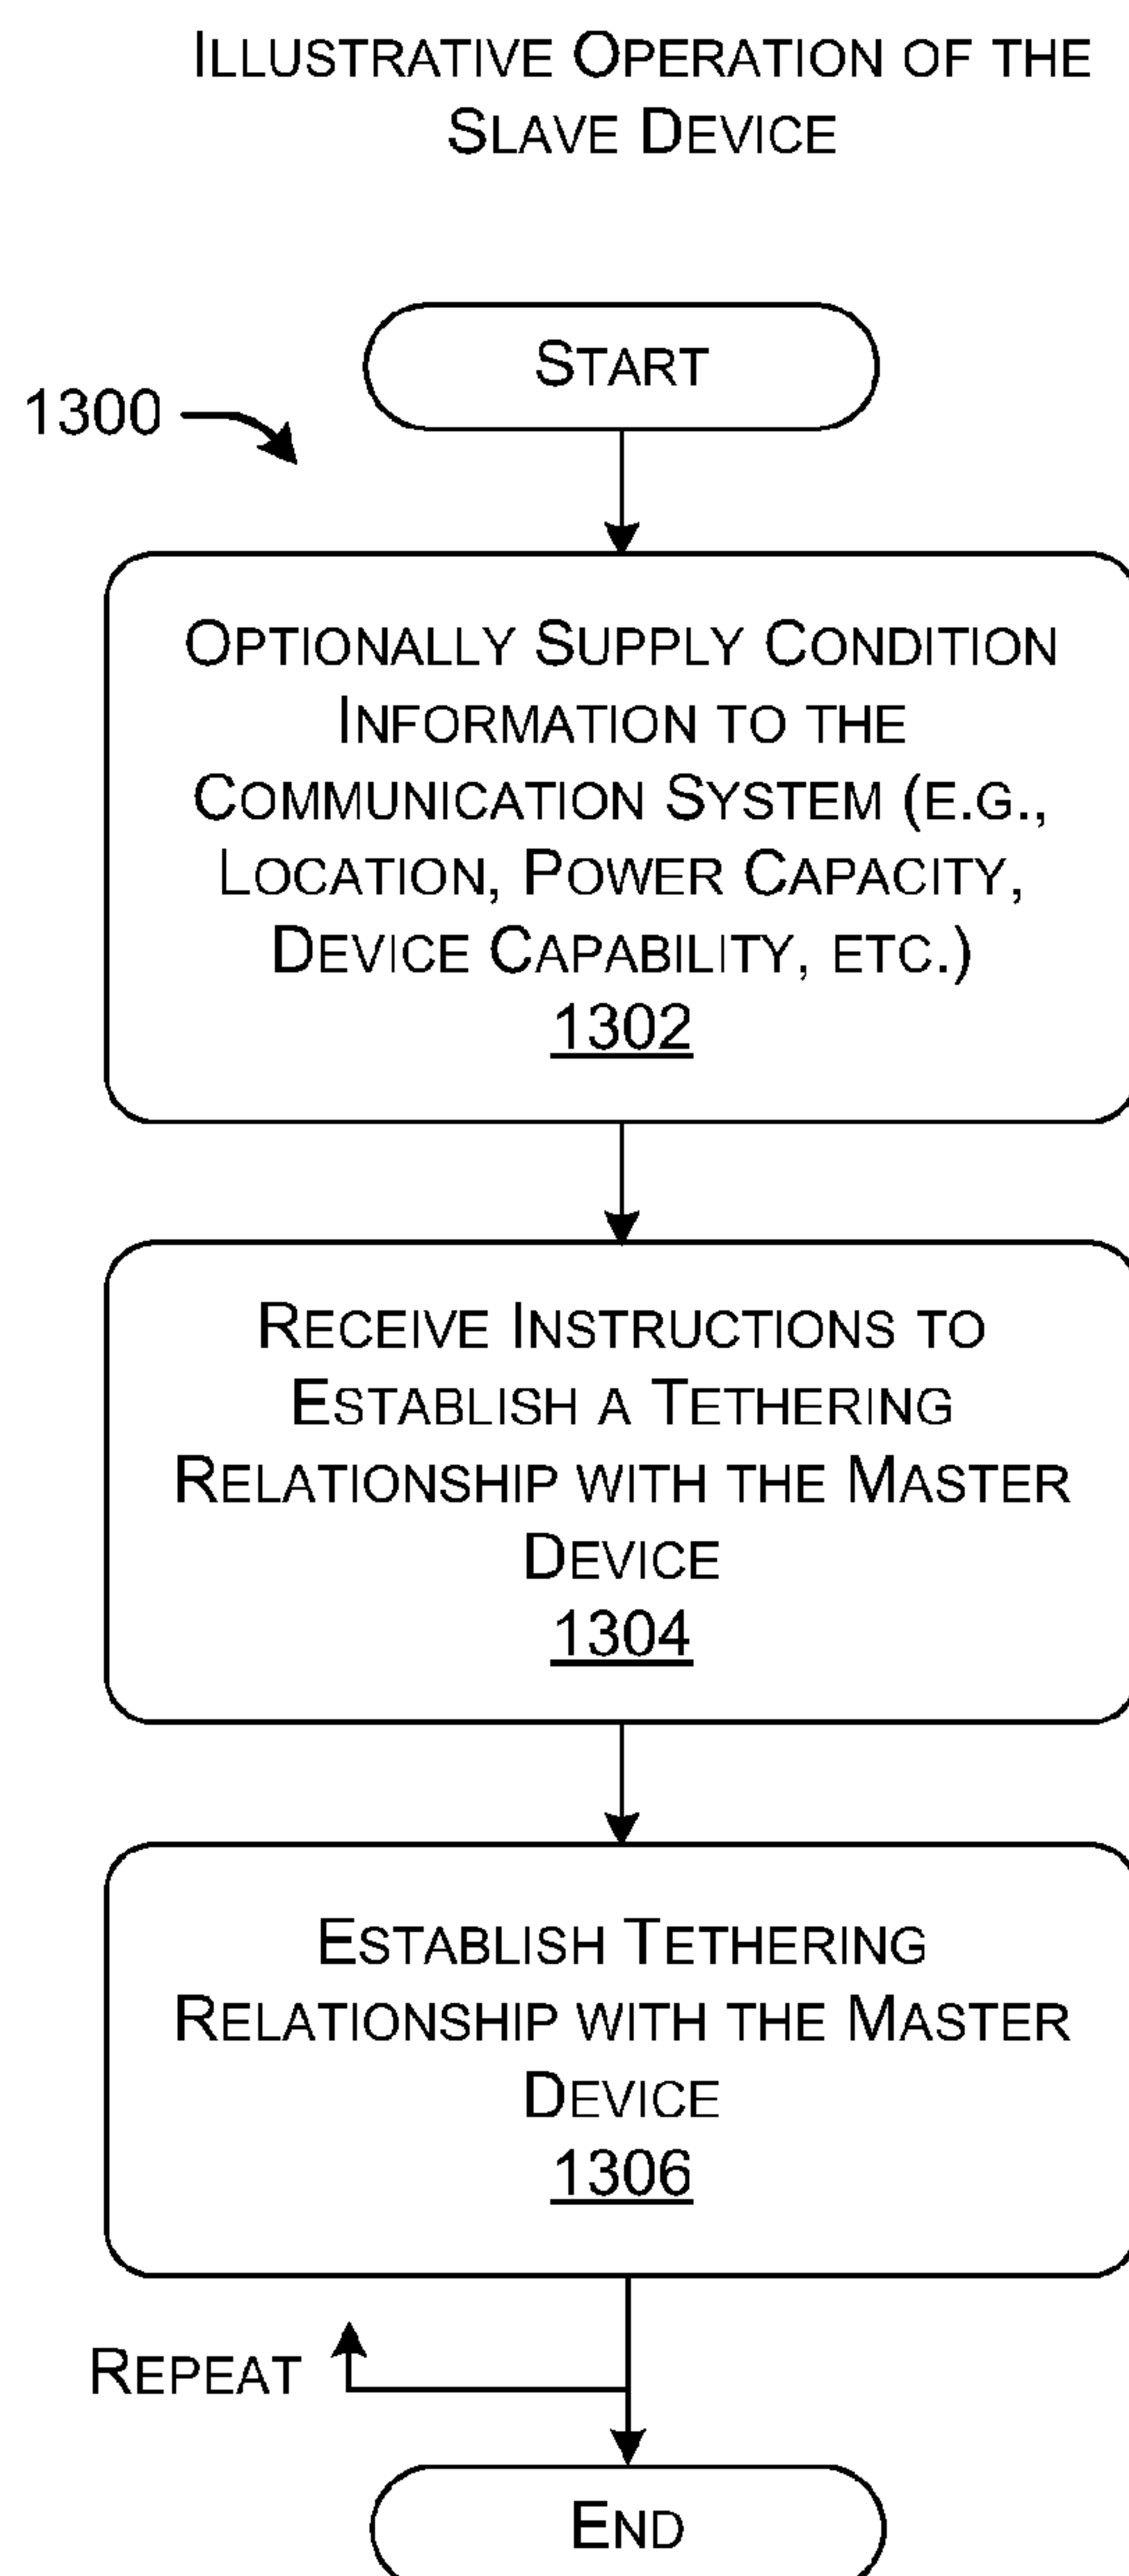 ILLUSTRATIVE OPERATION OF THE
SLAVE DEVICE
START
1300
OPTIONALLY SUPPLY CONDITION
INFORMATION TO THE
COMMUNICATION SYSTEM (E.G.,
LOCATION, POWER CAPACITY,
DEVICE CAPABILITY, ETC.)
1302
RECEIVE INSTRUCTIONS TO
ESTABLISH A TETHERING
RELATIONSHIP WITH THE MASTER
DEVICE
1304
ESTABLISH TETHERING
RELATIONSHIP WITH THE MASTER
DEVICE
1306
REPEAT
END